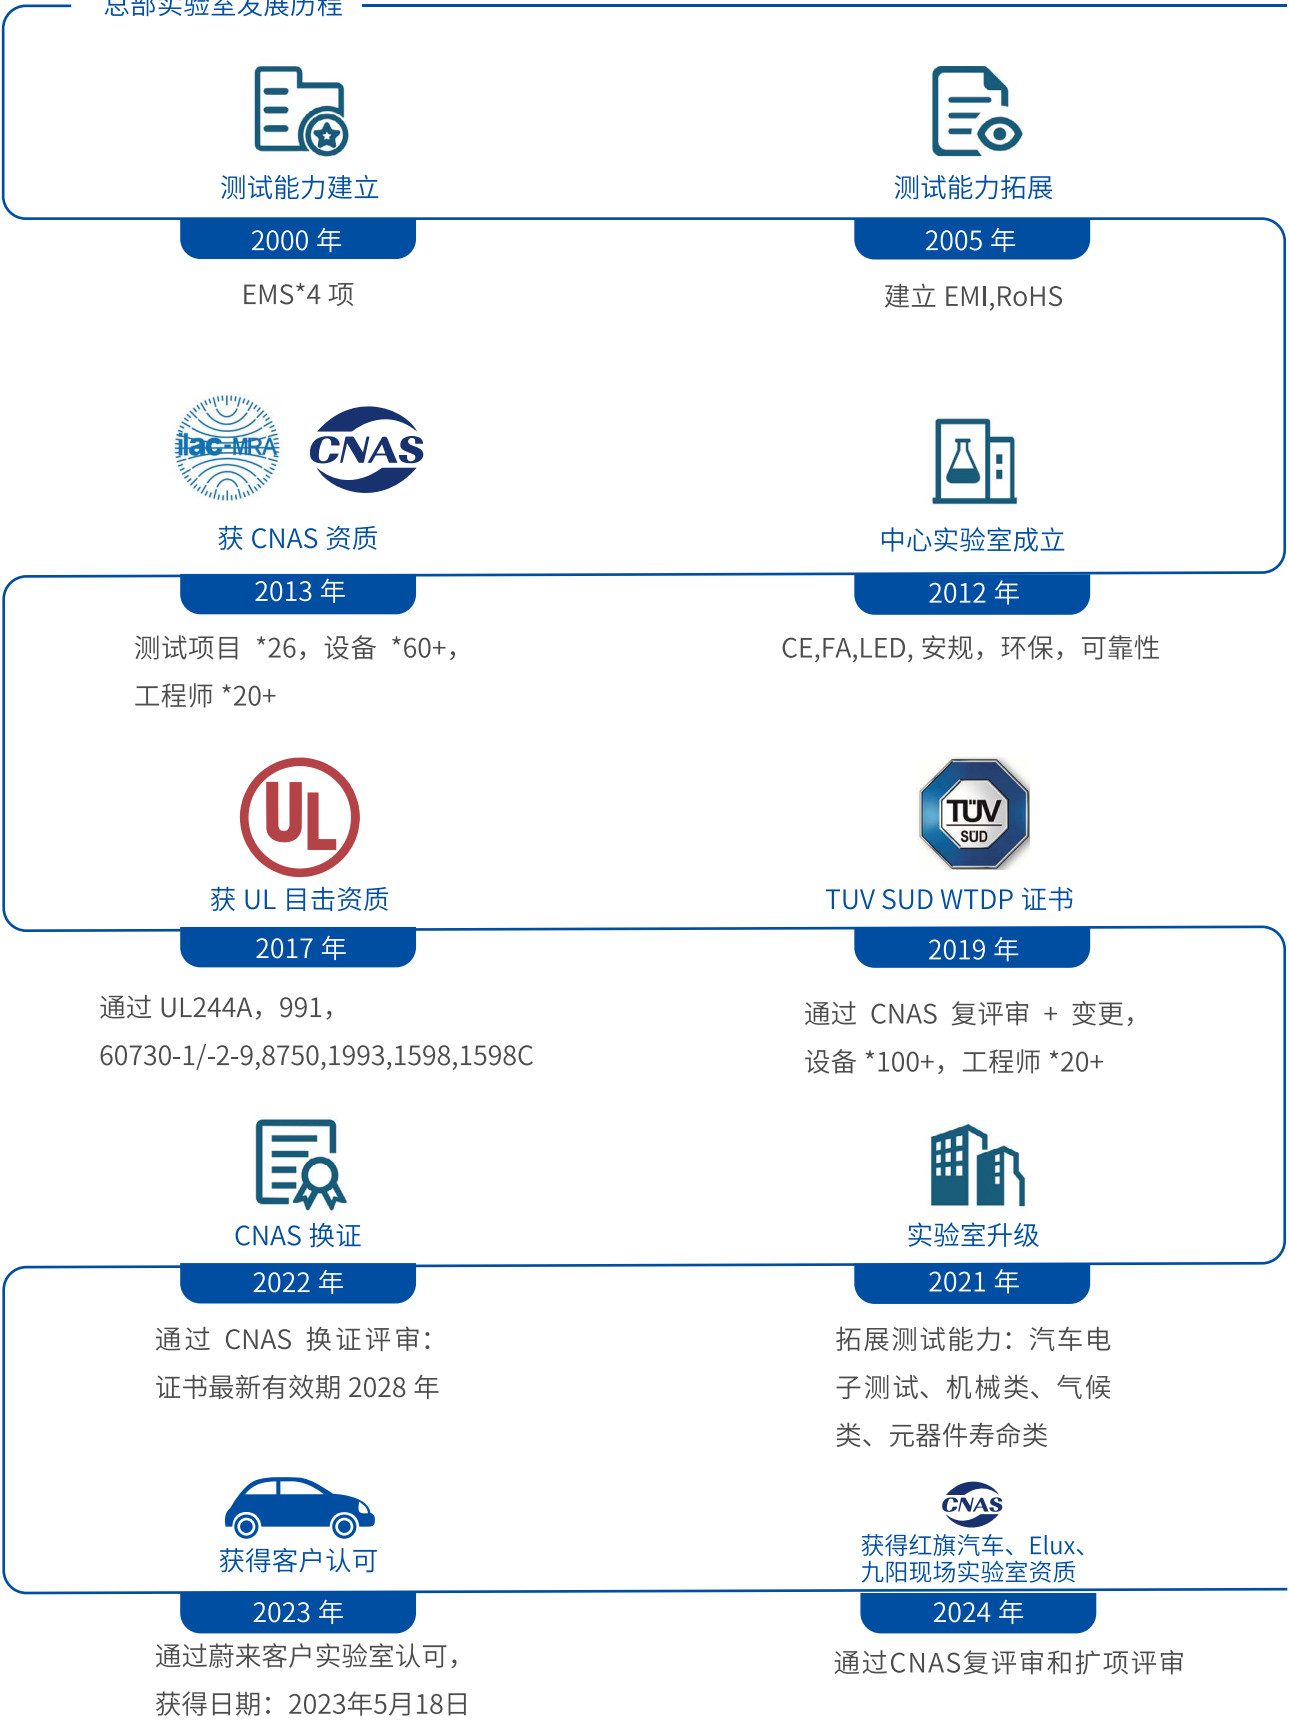 总部实验室发展历程
测试能力建立
测试能力拓展
2000 年
2005 年
EMS*4 项
建立 EMI,RoHS
ilac-MRA
CNAS
获 CNAS 资质
中心实验室成立
2013 年
2012 年
测试项目 *26，设备 *60+，
工程师 *20+
CE,FA,LED, 安规，环保，可靠性
UL
TÜV
SÜD
获 UL 目击资质
TUV SUD WTDP 证书
2017 年
2019 年
通过 UL244A，991，
60730-1/-2-9,8750,1993,1598,1598C
通过 CNAS 复评审 + 变更，
设备 *100+，工程师 *20+
CNAS 换证
实验室升级
2022 年
2021 年
通过 CNAS 换证评审：
证书最新有效期 2028 年
拓展测试能力：汽车电
子测试、机械类、气候
类、元器件寿命类
CNAS
获得客户认可
获得红旗汽车、Elux、
九阳现场实验室资质
2023 年
2024 年
通过蔚来客户实验室认可，
获得日期：2023年5月18日
通过CNAS复评审和扩项评审